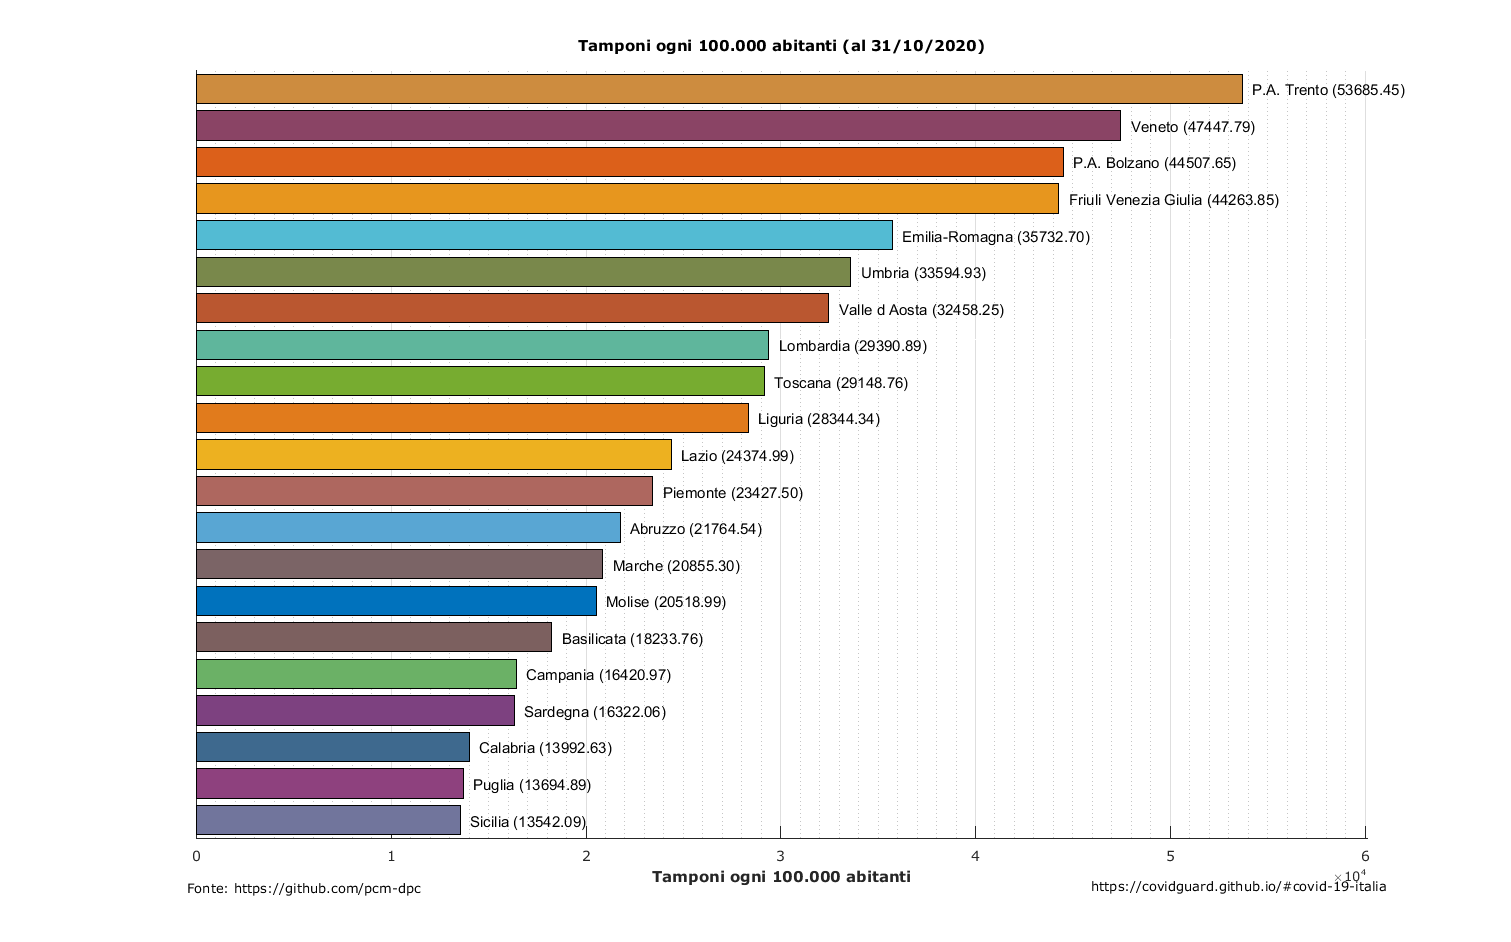 Tamponi ogni 100.000 abitanti (al 31/10/2020)
P.A. Trento (53685.45)
Veneto (47447.79)
P.A. Bolzano (44507.65)
Friuli Venezia Giulia (44263.85)
Emilia-Romagna (35732.70)
Umbria (33594.93)
Valle d Aosta (32458.25)
Lombardia (29390.89)
Toscana (29148.76)
Liguria (28344.34)
Lazio (24374.99)
Piemonte (23427.50)
Abruzzo (21764.54)
Marche (20855.30)
Molise (20518.99)
Basilicata (18233.76)
Campania (16420.97)
Sardegna (16322.06)
Calabria (13992.63)
Puglia (13694.89)
Sicilia (13542.09)
0 1 2 3 4 5 6
×10⁴
Tamponi ogni 100.000 abitanti
Fonte: https://github.com/pcm-dpc
https://covidguard.github.io/#covid-19-italia